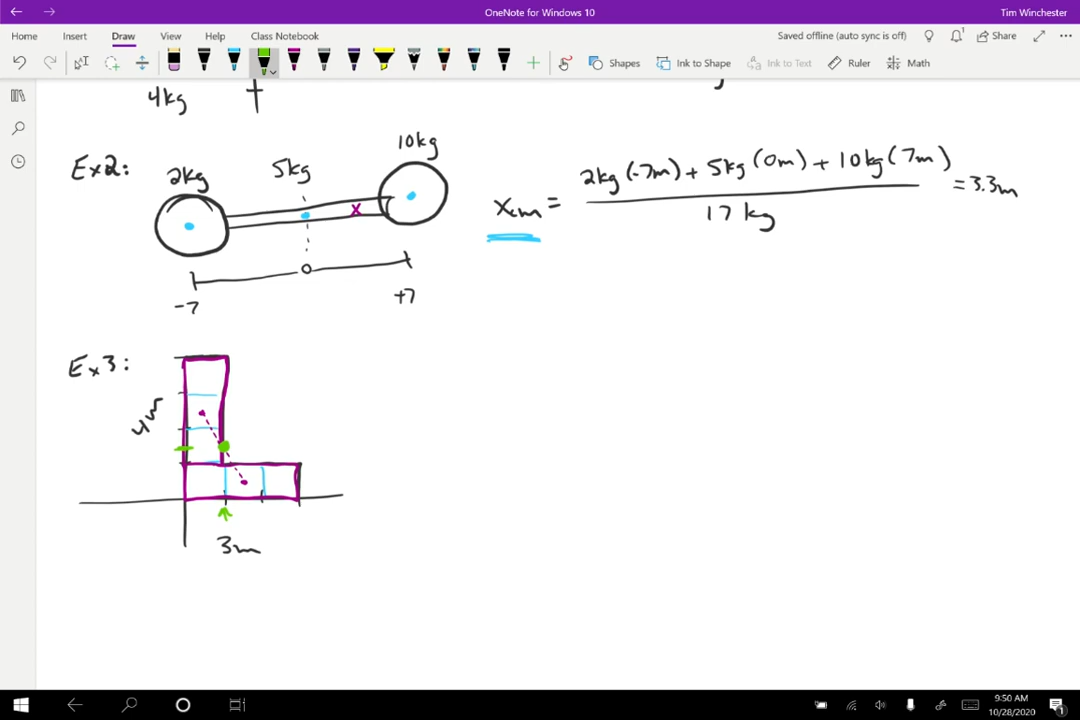 OneNote for Windows 10
Tim Winchester
Home Insert Draw View Help Class Notebook
Saved offline (auto sync is off)
Share
Shapes Ink to Shape Ink to Text Ruler Math
4kg
Ex2:
2kg
5kg
10kg
x
-7
0
+7
xcm = 2kg (-7m) + 5kg (0m) + 10kg (7m)
17 kg
= 3.3m
Ex3:
4m
3m
9:50 AM
10/28/2020
1